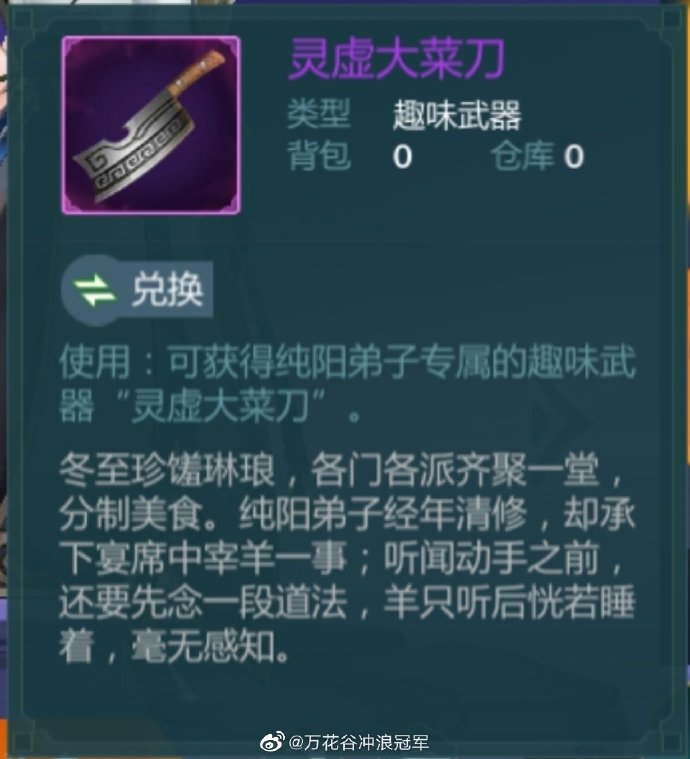 灵虚大菜刀
类型 趣味武器
背包 0 仓库 0
兑换
使用：可获得纯阳弟子专属的趣味武
器“灵虚大菜刀”。
冬至珍馐琳琅，各门各派齐聚一堂，
分制美食。纯阳弟子经年清修，却承
下宴席中宰羊一事；听闻动手之前，
还要先念一段道法，羊只听后恍若睡
着，毫无感知。
@万花谷冲浪冠军